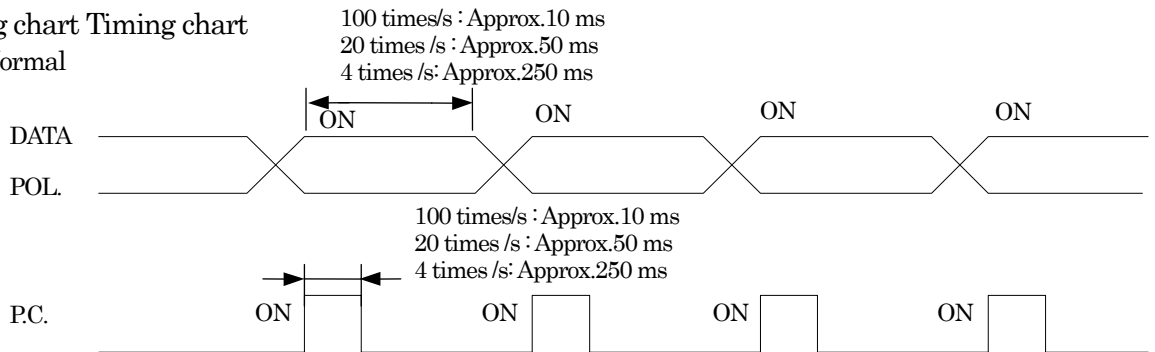 g chart Timing chart
ormal
100 times/s : Approx.10 ms
20 times /s : Approx.50 ms
4 times /s: Approx.250 ms
ON ON ON ON
DATA
POL.
100 times/s : Approx.10 ms
20 times /s : Approx.50 ms
4 times /s: Approx.250 ms
P.C. ON ON ON ON